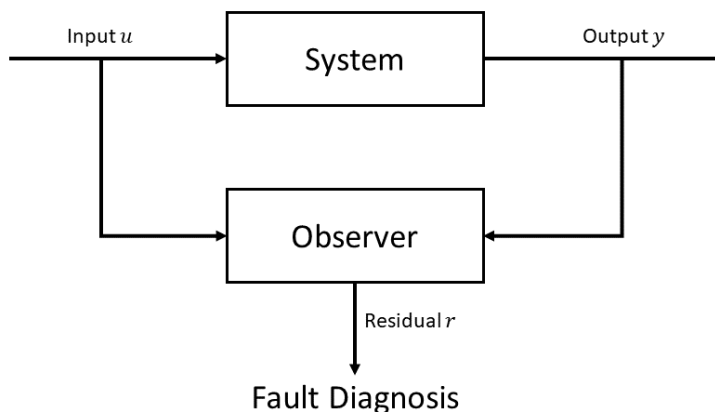 Input u
Output y
System
Observer
Residual r
Fault Diagnosis